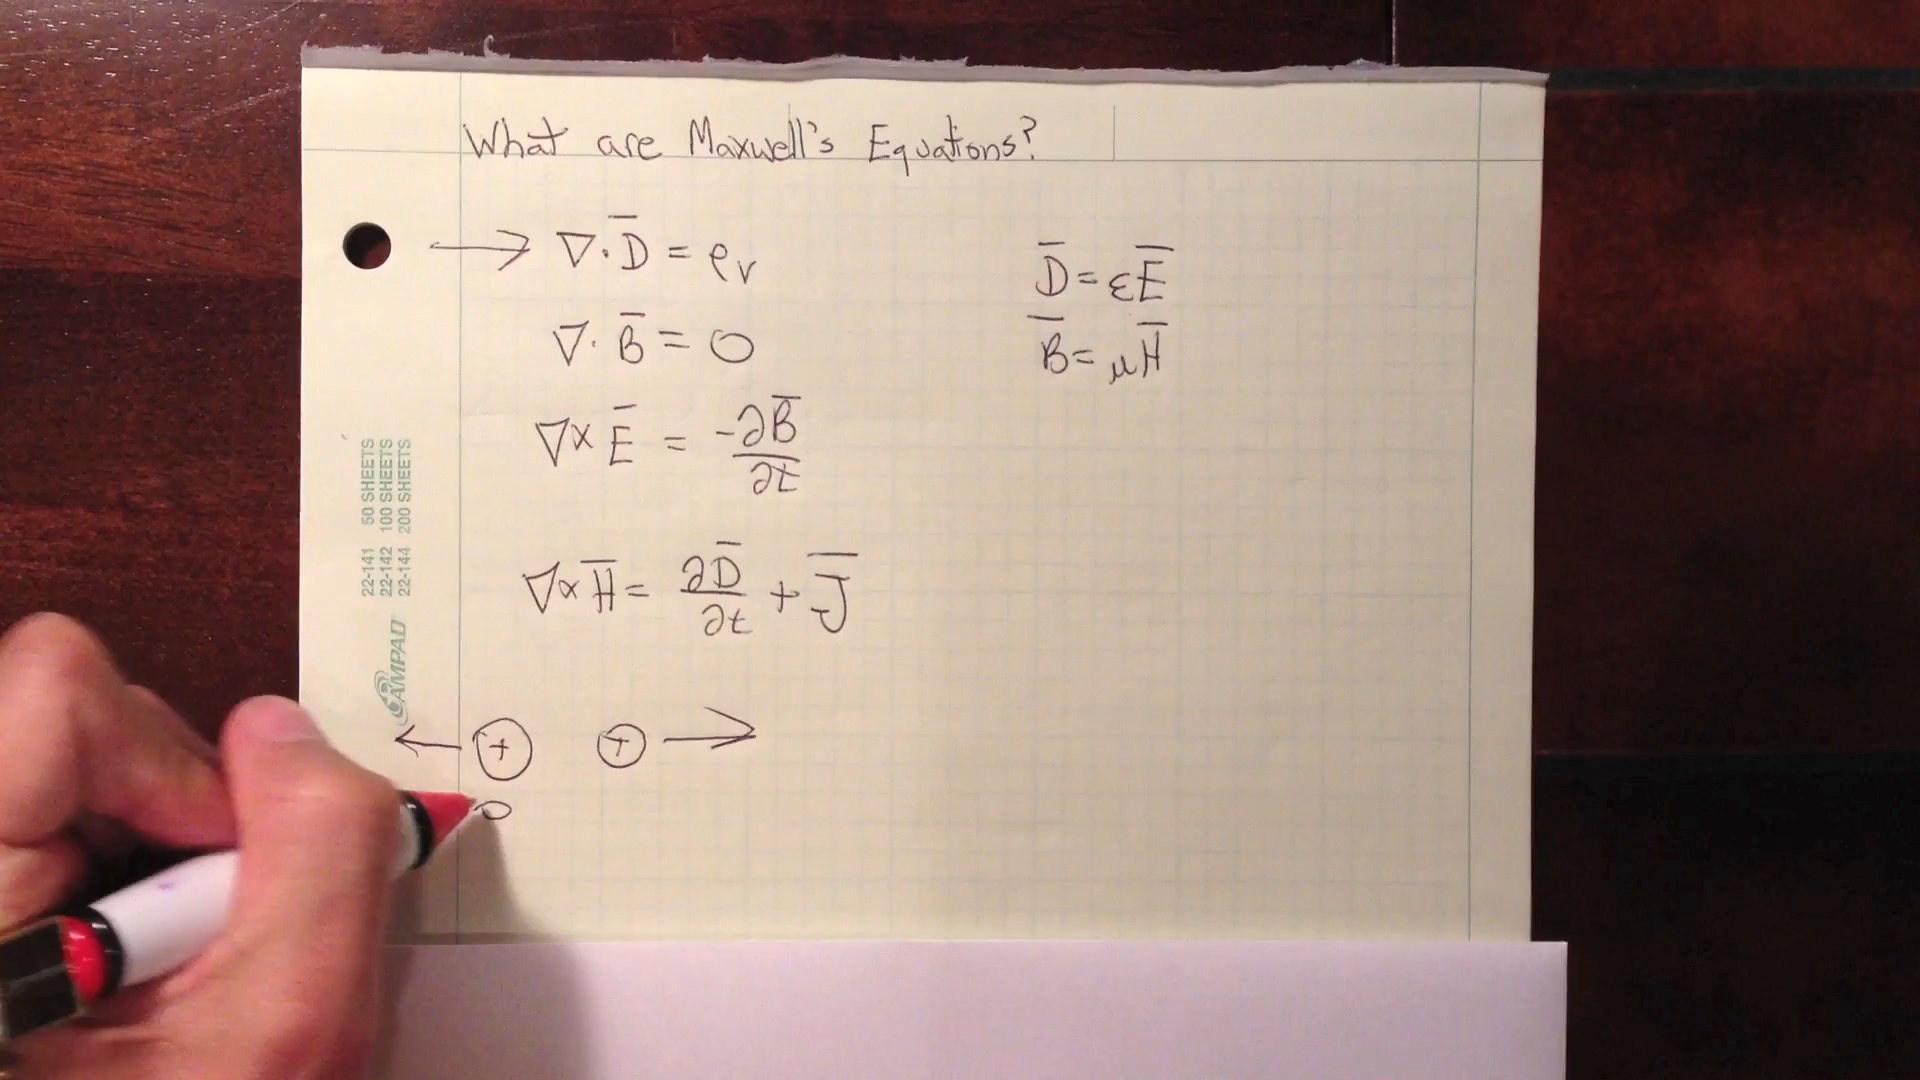 What are Maxwell's Equations?
∇·D̅ = ρv
D̅ = εE̅
∇·B̅ = 0
B̅ = μH̅
∇×E̅ = -∂B̅/∂t
∇×H̅ = ∂D̅/∂t + J̅
+ +
22-141 50 SHEETS
22-142 100 SHEETS
22-144 200 SHEETS
AMPAD